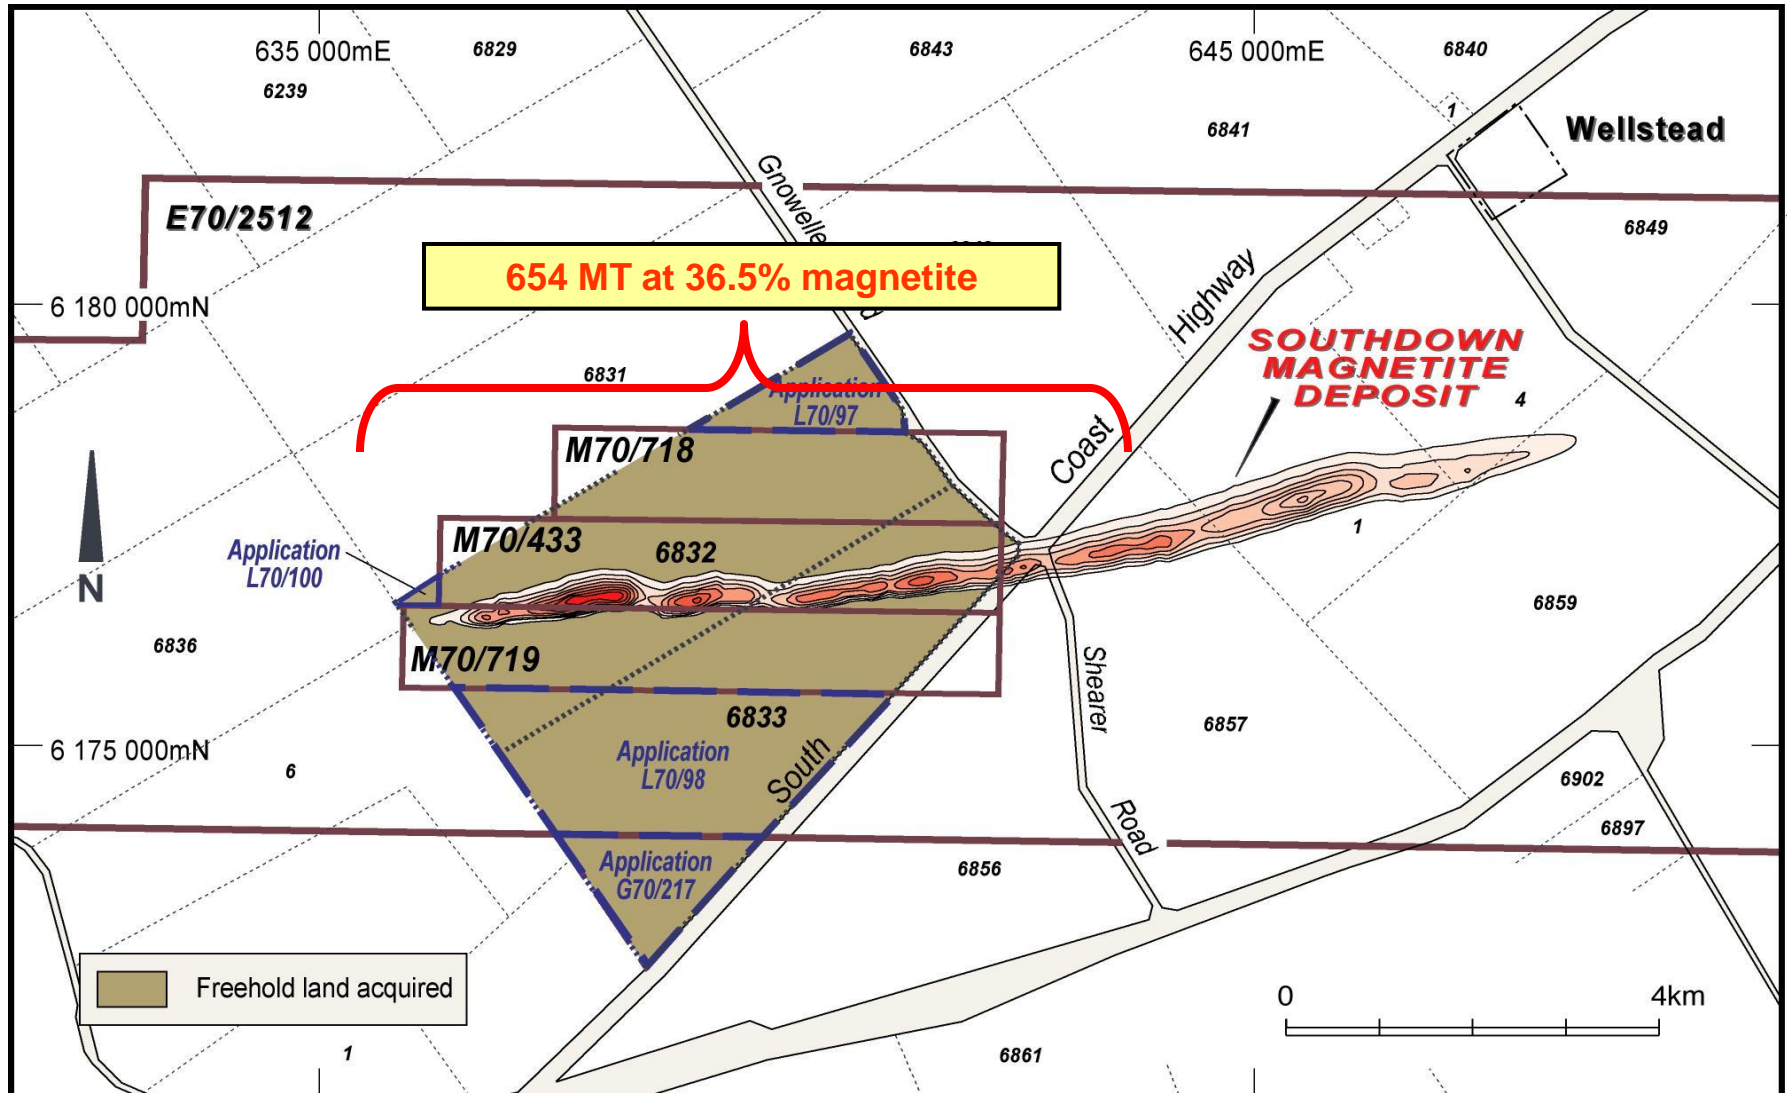 635 000mE
6829
6843
645 000mE
6840
6239
1
6841
Wellstead
Gnowelle
E70/2512
6849
654 MT at 36.5% magnetite
Highway
6 180 000mN
SOUTHDOWN
MAGNETITE
DEPOSIT
6831
Application
L70/97
4
Coast
M70/718
1
M70/433
6832
Application
L70/100
N
6859
6836
M70/719
Shearer
6833
6857
6 175 000mN
Application
L70/98
South
6
6902
Road
6897
Application
G70/217
6856
Freehold land acquired
0
4km
1
6861